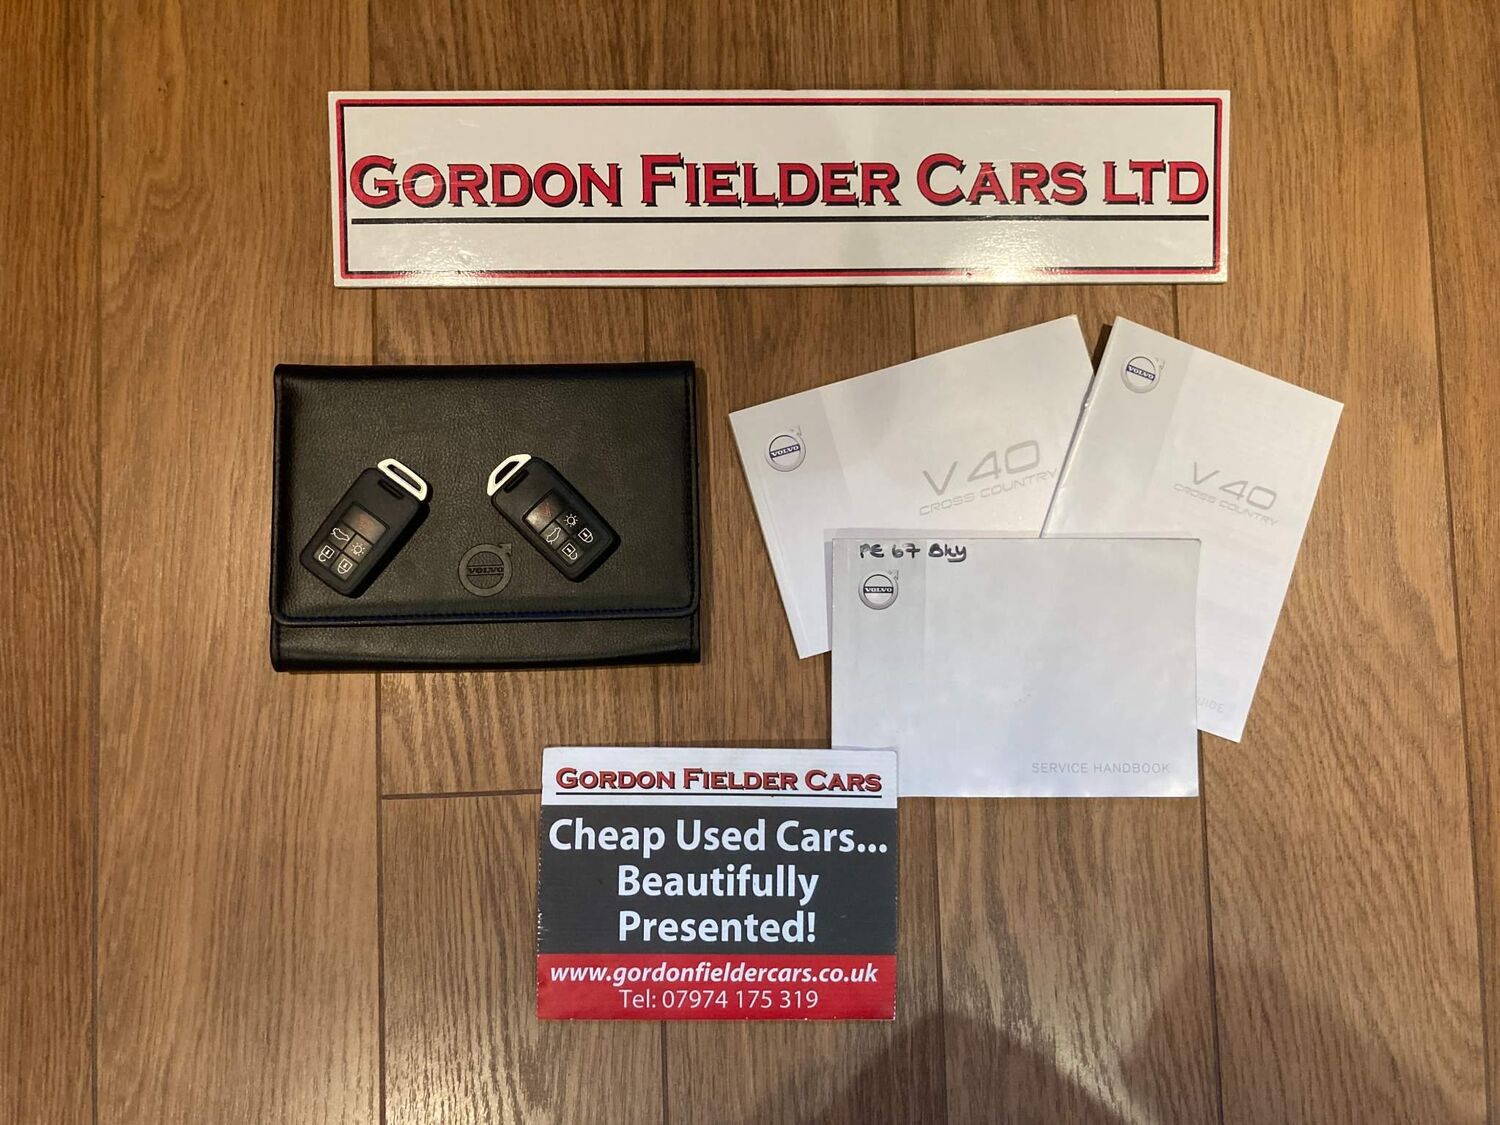 GORDON FIELDER CARS LTD
VOLVO
VOLVO
V40
CROSS COUNTRY
VOLVO
V40
CROSS COUNTRY
UIDE
PE 67
VOLVO
SERVICE HANDBOOK
GORDON FIELDER CARS
Cheap Used Cars...
Beautifully
Presented!
www.gordonfieldercars.co.uk
Tel: 07974 175 319